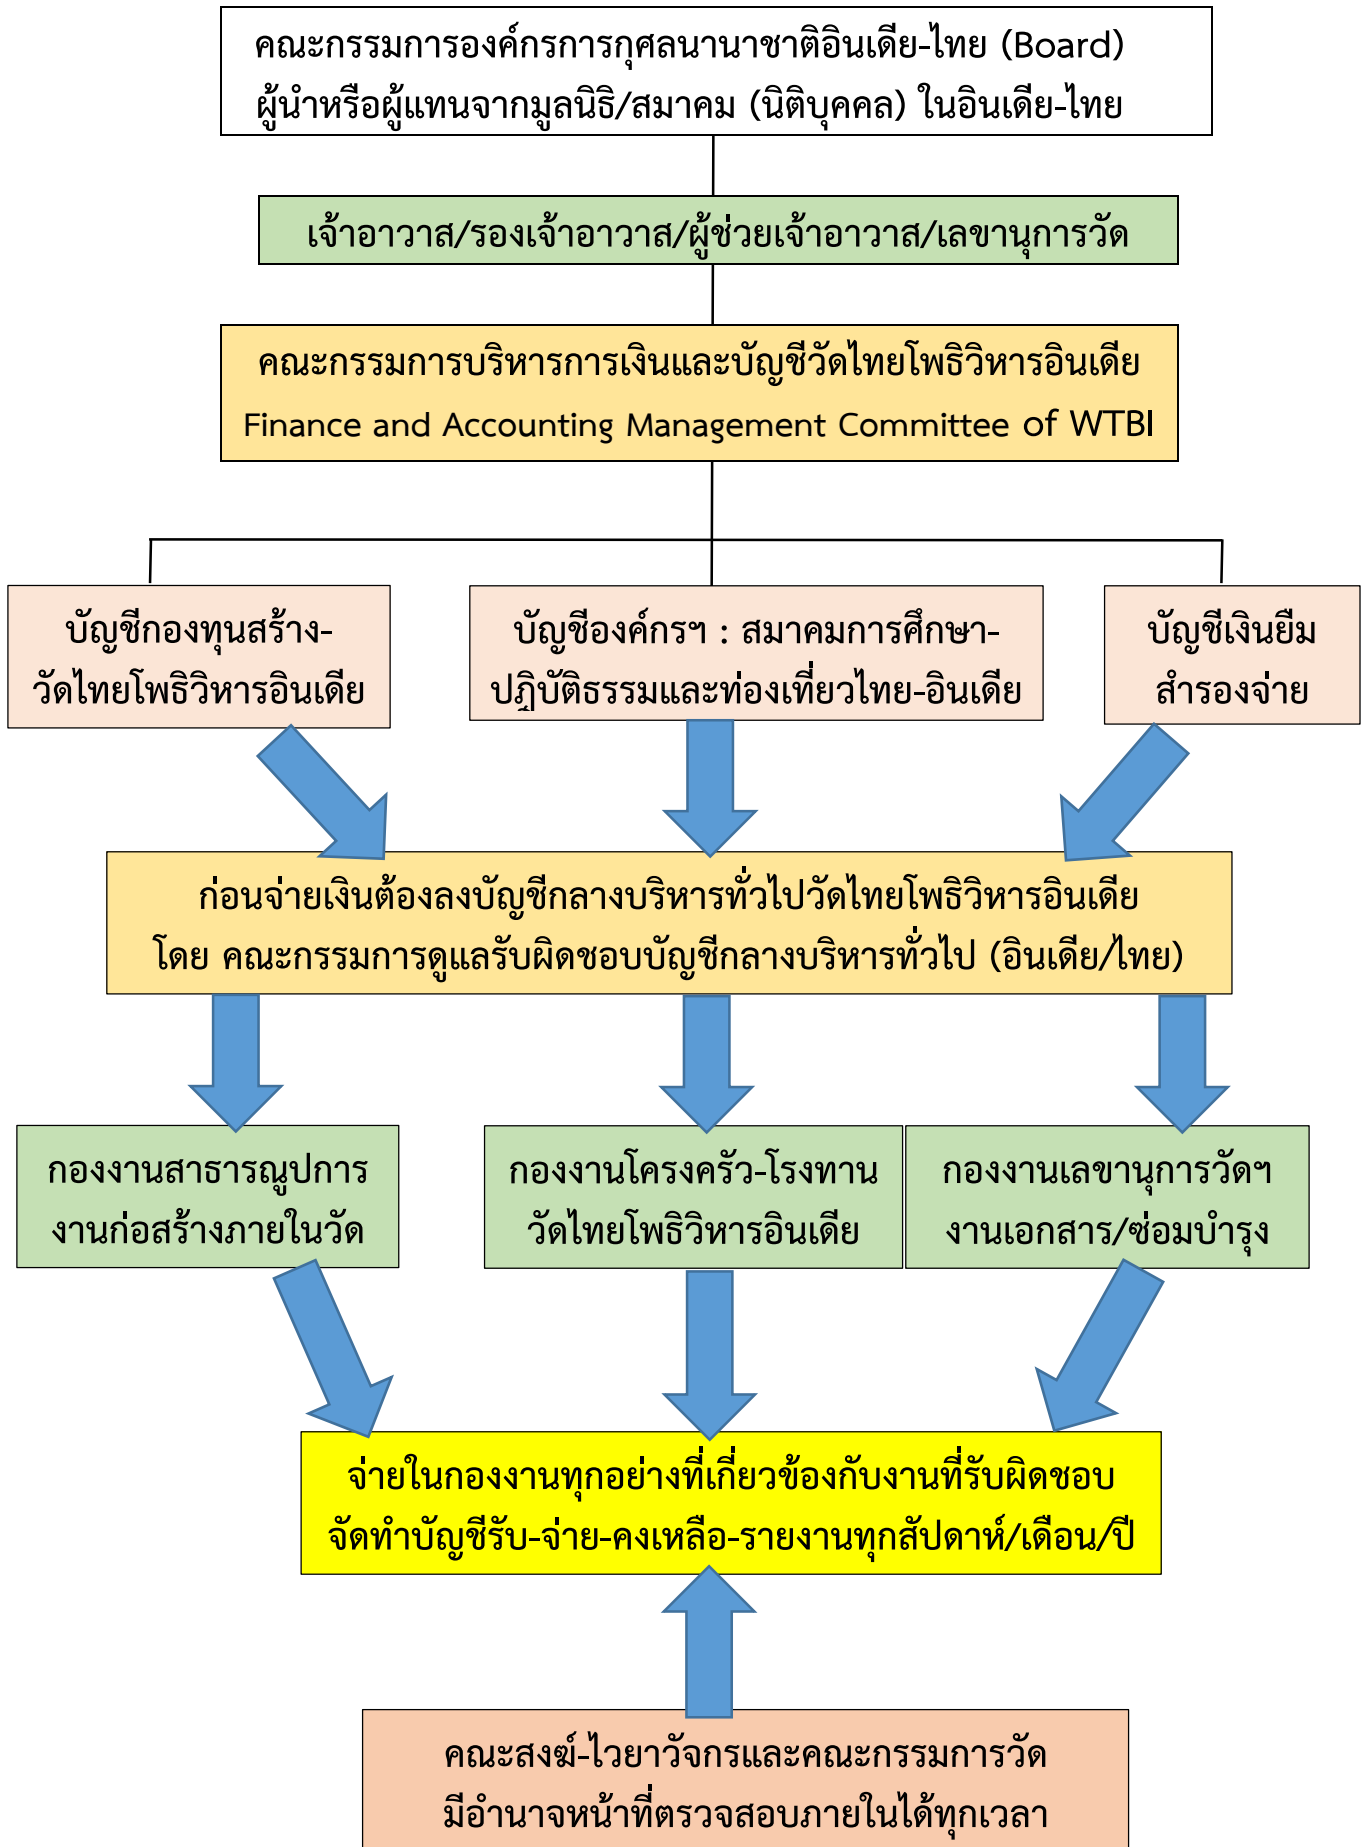 คณะกรรมการองค์กรการกุศลนานาชาติอินเดีย-ไทย (Board)
ผู้นำหรือผู้แทนจากมูลนิธิ/สมาคม (นิติบุคคล) ในอินเดีย-ไทย
เจ้าอาวาส/รองเจ้าอาวาส/ผู้ช่วยเจ้าอาวาส/เลขานุการวัด
คณะกรรมการบริหารการเงินและบัญชีวัดไทยโพธิวิหารอินเดีย
Finance and Accounting Management Committee of WTBI
บัญชีกองทุนสร้าง-
วัดไทยโพธิวิหารอินเดีย
บัญชีองค์กรฯ : สมาคมการศึกษา-
ปฏิบัติธรรมและท่องเที่ยวไทย-อินเดีย
บัญชีเงินยืม
สำรองจ่าย
ก่อนจ่ายเงินต้องลงบัญชีกลางบริหารทั่วไปวัดไทยโพธิวิหารอินเดีย
โดย คณะกรรมการดูแลรับผิดชอบบัญชีกลางบริหารทั่วไป (อินเดีย/ไทย)
กองงานสาธารณูปการ
งานก่อสร้างภายในวัด
กองงานโครงครัว-โรงทาน
วัดไทยโพธิวิหารอินเดีย
กองงานเลขานุการวัดฯ
งานเอกสาร/ซ่อมบำรุง
จ่ายในกองงานทุกอย่างที่เกี่ยวข้องกับงานที่รับผิดชอบ
จัดทำบัญชีรับ-จ่าย-คงเหลือ-รายงานทุกสัปดาห์/เดือน/ปี
คณะสงฆ์-ไวยาวัจกรและคณะกรรมการวัด
มีอำนาจหน้าที่ตรวจสอบภายในได้ทุกเวลา